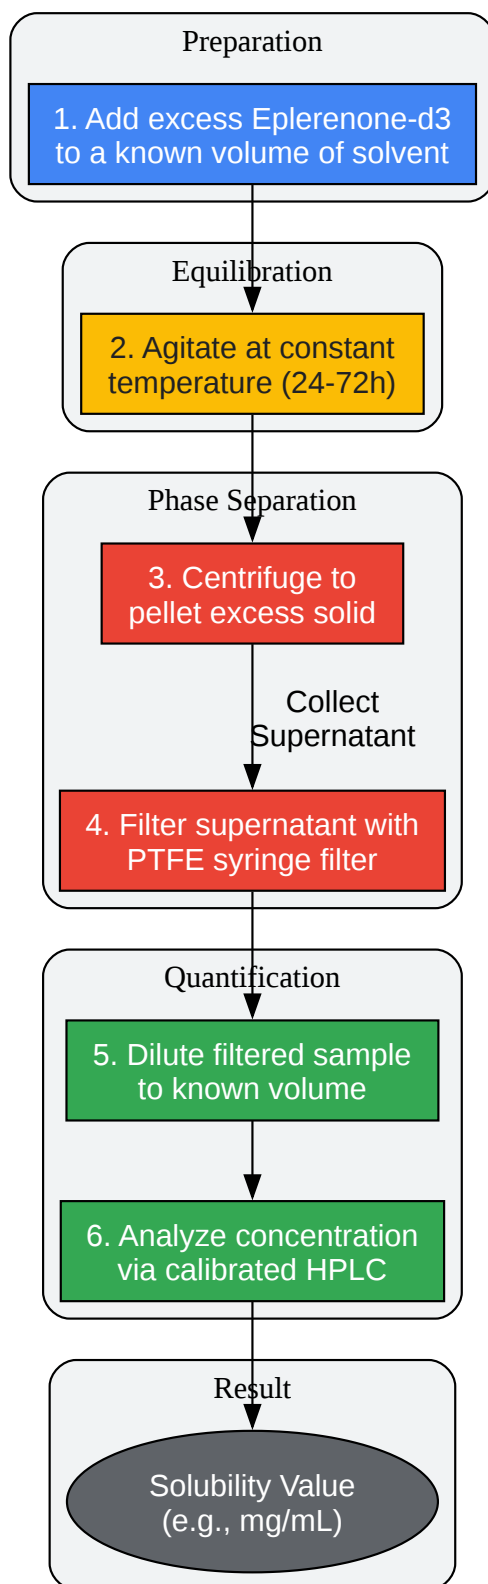 Preparation
1. Add excess Eplerenone-d3
to a known volume of solvent
Equilibration
2. Agitate at constant
temperature (24-72h)
Phase Separation
3. Centrifuge to
pellet excess solid
Collect
Supernatant
4. Filter supernatant with
PTFE syringe filter
Quantification
5. Dilute filtered sample
to known volume
6. Analyze concentration
via calibrated HPLC
Result
Solubility Value
(e.g., mg/mL)